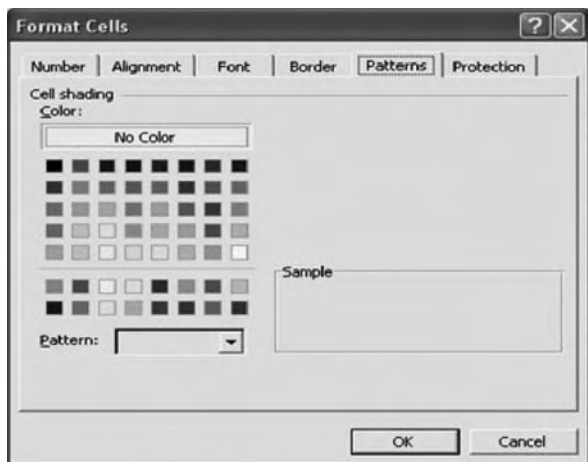 Format Cells
Number Alignment Font Border Patterns Protection
Cell shading
Color:
No Color
Sample
Pattern:
OK Cancel